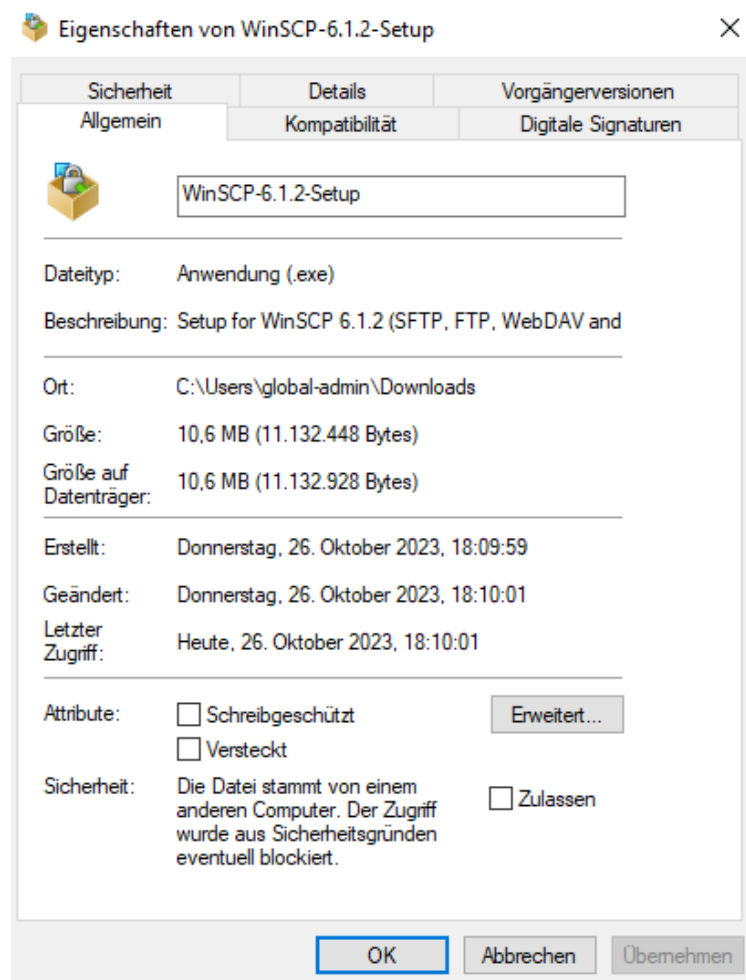 Eigenschaften von WinSCP-6.1.2-Setup
Sicherheit Details Vorgängerversionen
Allgemein Kompatibilität Digitale Signaturen
WinSCP-6.1.2-Setup
Dateityp: Anwendung (.exe)
Beschreibung: Setup for WinSCP 6.1.2 (SFTP, FTP, WebDAV and
Ort: C:\Users\global-admin\Downloads
Größe: 10,6 MB (11.132.448 Bytes)
Größe auf
Datenträger: 10,6 MB (11.132.928 Bytes)
Erstellt: Donnerstag, 26. Oktober 2023, 18:09:59
Geändert: Donnerstag, 26. Oktober 2023, 18:10:01
Letzter
Zugriff: Heute, 26. Oktober 2023, 18:10:01
Attribute: Schreibgeschützt Erweitert...
Versteckt
Sicherheit: Die Datei stammt von einem
anderen Computer. Der Zugriff Zulassen
wurde aus Sicherheitsgründen
eventuell blockiert.
OK Abbrechen Übernehmen